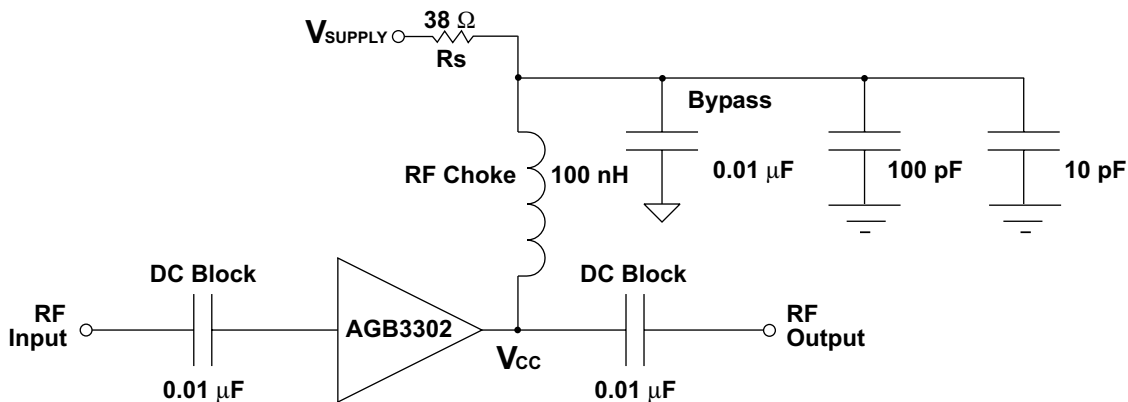 38 Ω
VSUPPLY
Rs
Bypass
RF Choke
100 nH
0.01 μF
100 pF
10 pF
DC Block
DC Block
RF
Input
AGB3302
RF
Output
VCC
0.01 μF
0.01 μF